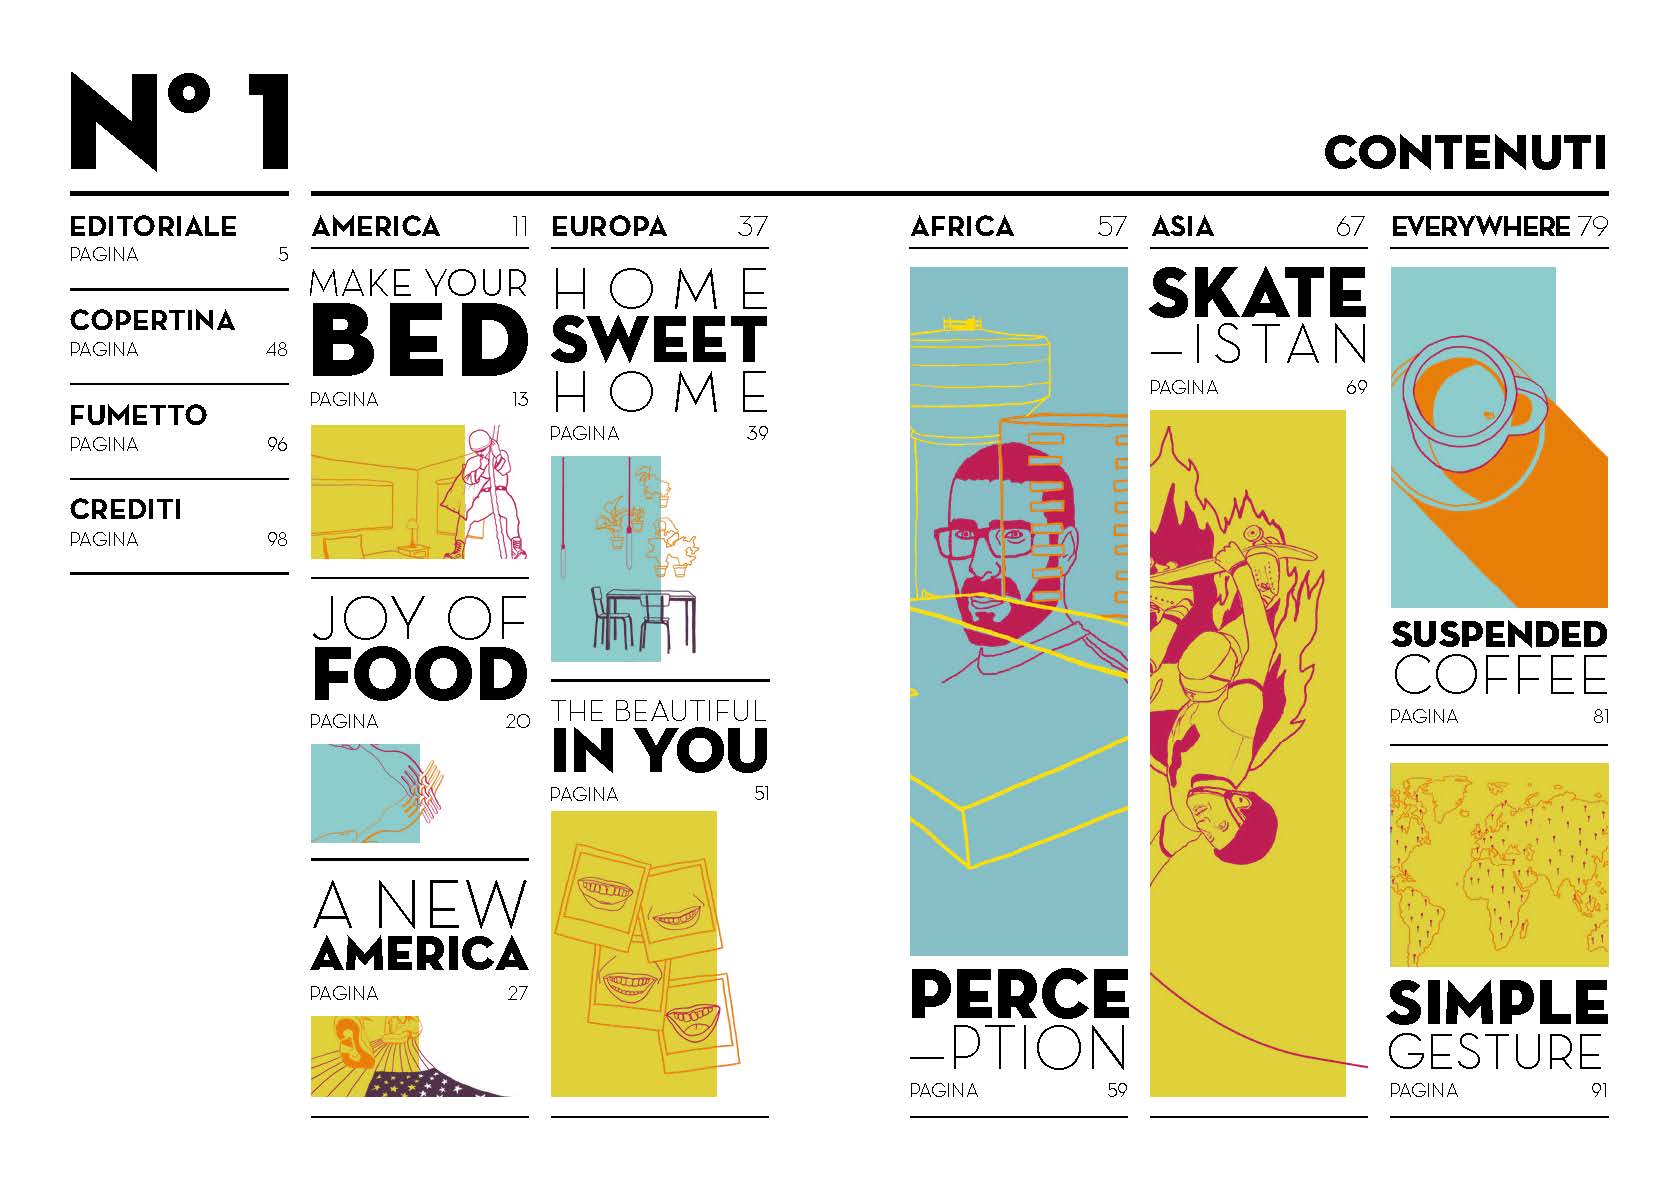 Nº 1
CONTENUTI
EDITORIALE
PAGINA 5
COPERTINA
PAGINA 48
FUMETTO
PAGINA 96
CREDITI
PAGINA 98
AMERICA 11
MAKE YOUR
BED
PAGINA 13
JOY OF
FOOD
PAGINA 20
A NEW
AMERICA
PAGINA 27
EUROPA 37
HOME
SWEET
HOME
PAGINA 39
THE BEAUTIFUL
IN YOU
PAGINA 51
AFRICA 57
PERCE
—PTION
PAGINA 59
ASIA 67
SKATE
—ISTAN
PAGINA 69
EVERYWHERE 79
SUSPENDED
COFFEE
PAGINA 81
SIMPLE
GESTURE
PAGINA 91